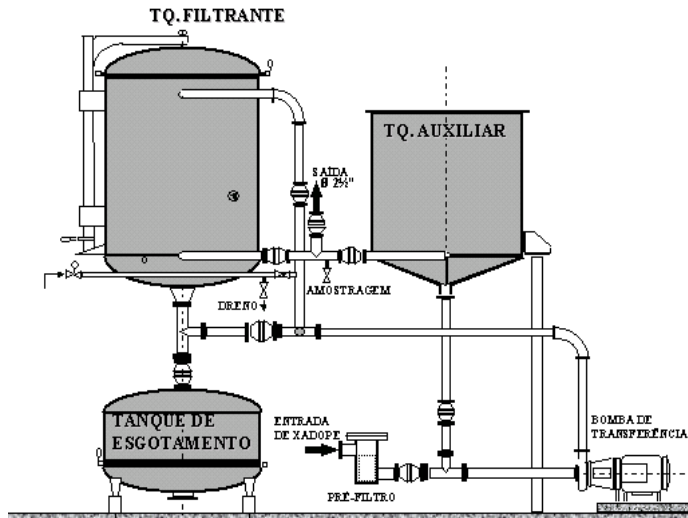 TQ.FILTRANTE
TQ.AUXILIAR
SAÍDA
Ø 2½"
AMOSTRAGEM
DRENO
TANQUE DE
ESGOTAMENTO
ENTRADA
DE XADOPE
PRÉ-FILTRO
BOMBA DE
TRANSFERÊNCIA